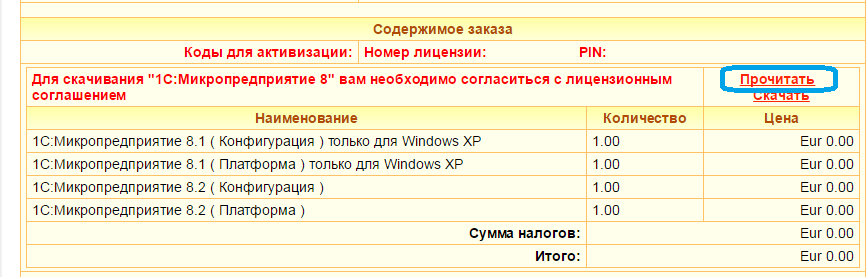 Содержимое заказа
Коды для активизации: Номер лицензии: PIN:
Для скачивания "1С:Микропредприятие 8" вам необходимо согласиться с лицензионным
соглашением
Прочитать
Скачать
Наименование Количество Цена
1С:Микропредприятие 8.1 ( Конфигурация ) только для Windows XP 1.00 Eur 0.00
1С:Микропредприятие 8.1 ( Платформа ) только для Windows XP 1.00 Eur 0.00
1С:Микропредприятие 8.2 ( Конфигурация ) 1.00 Eur 0.00
1С:Микропредприятие 8.2 ( Платформа ) 1.00 Eur 0.00
Сумма налогов: Eur 0.00
Итого: Eur 0.00